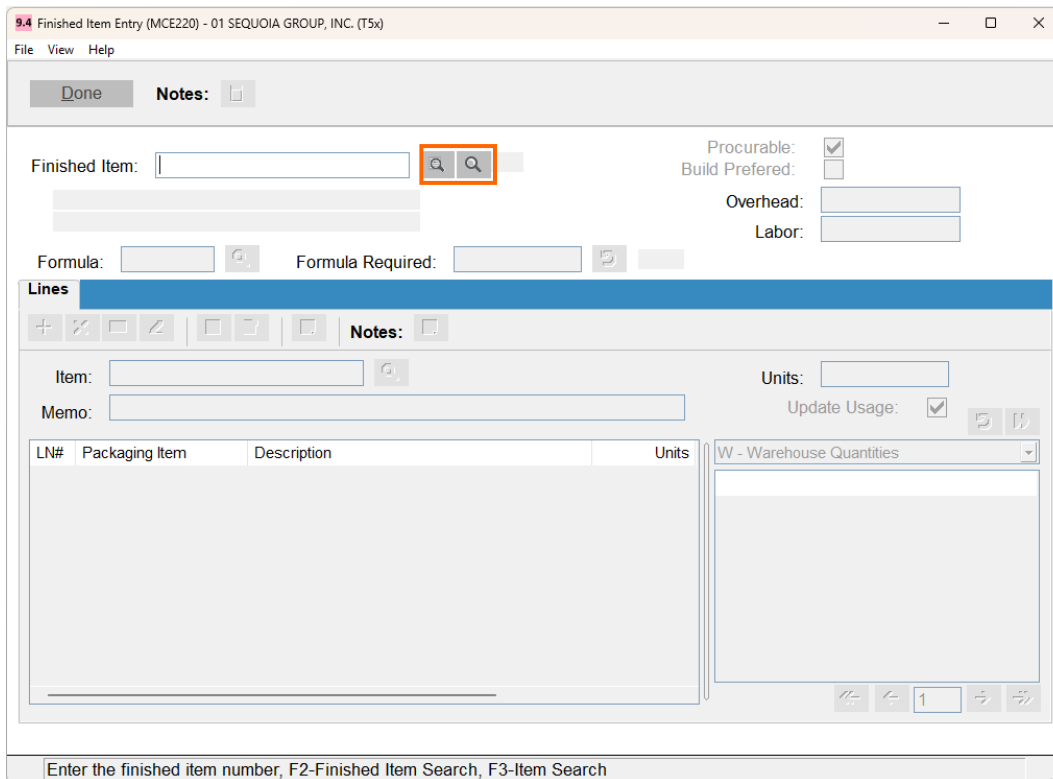 9.4 Finished Item Entry (MCE220) - 01 SEQUOIA GROUP, INC. (T5x)
File View Help
Done Notes:
Finished Item:
Procurable:
Build Prefered:
Overhead:
Labor:
Formula: Formula Required:
Lines
Notes:
Item: Units:
Memo: Update Usage:
LN# Packaging Item Description Units W - Warehouse Quantities
1
Enter the finished item number, F2-Finished Item Search, F3-Item Search